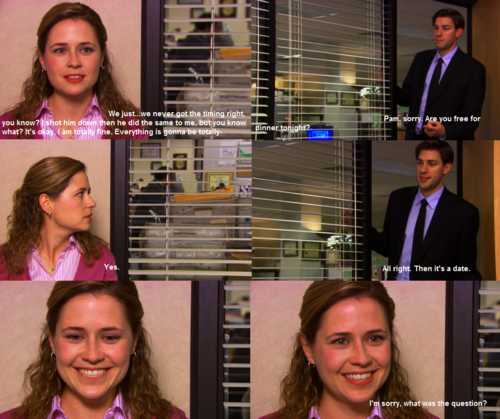 We just...we never got the timing right,
you know? I shot him down then he did the same to me, but you know
what? It's okay. I am totally fine. Everything is gonna be totally-
Pam. sorry. Are you free for
dinner tonight?
Yes.
All right. Then it's a date.
I'm sorry, what was the question?